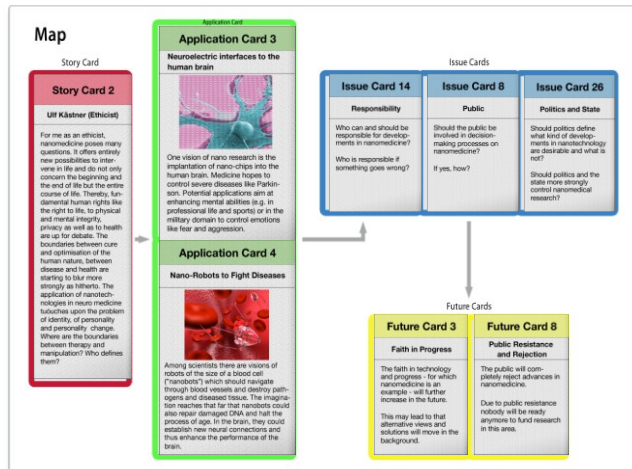 Map
Story Card
Story Card 2
Ulf Kästner (Ethicist)
For me as an ethicist,
nanomedicine poses many
questions. It offers entirely
new possibilities to inter-
vene in life and do not only
concern the beginning and
the end of life but the entire
course of life. Thereby, fun-
damental human rights like
the right to life, to physical
and mental integrity,
privacy as well as to health
are up for debate. The
boundaries between cure
and optimisation of the
human nature, between
disease and health are
starting to blur more
strongly as hitherto. The
application of nanotech-
nologies in neuro medicine
tubuches upon the problem
of identity, of personality
and personality change.
Where are the boundaries
between therapy and
manipulation? Who defines
them?
Application Card
Application Card 3
Neuroelectric interfaces to the
human brain
One vision of nano research is the
implantation of nano-chips into the
human brain. Medicine hopes to
control severe diseases like Parkin-
son. Potential applications aim at
enhancing mental abilities (e.g. in
professional life and sports) or in the
military domain to control emotions
like fear and aggression.
Application Card 4
Nano-Robots to Fight Diseases
Among scientists there are visions of
robots of the size of a blood cell
("nanobots") which should navigate
through blood vessels and destroy path-
ogens and diseased tissue. The imagina-
tion reaches that far that nanobots could
also repair damaged DNA and halt the
process of age. In the brain, they could
establish new neural connections and
thus enhance the performance of the
brain.
Issue Cards
Issue Card 14
Responsibility
Who can and should be
responsible for develop-
ments in nanomedicine?
Who is responsible if
something goes wrong?
Issue Card 8
Public
Should the public be
involved in decision-
making processes on
nanomedicine?
If yes, how?
Issue Card 26
Politics and State
Should politics define
what kind of develop-
ments in nanotechnology
are desirable and what is
not?
Should politics and the
state more strongly
control nanomedical
research?
Future Cards
Future Card 3
Faith in Progress
The faith in technology
and progress - for which
nanomedicine is an
example - will further
increase in the future.
This may lead to that
alternative views and
solutions will move in the
background.
Future Card 8
Public Resistance
and Rejection
The public will com-
pletely reject advances in
nanomedicine.
Due to public resistance
nobody will be ready
anymore to fund research
in this area.